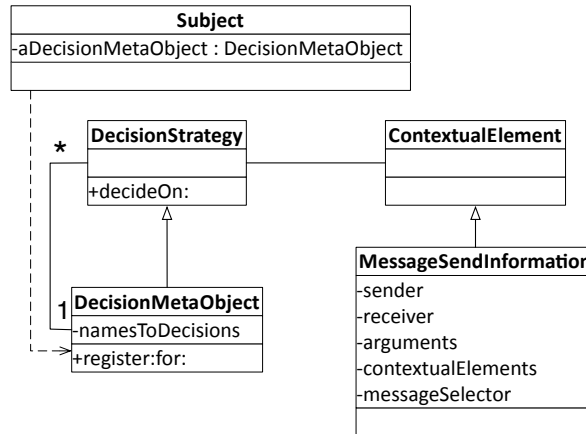 Subject
-aDecisionMetaObject : DecisionMetaObject
DecisionStrategy
+decideOn:
ContextualElement
*
1
DecisionMetaObject
-namesToDecisions
+register:for:
MessageSendInformation
-sender
-receiver
-arguments
-contextualElements
-messageSelector